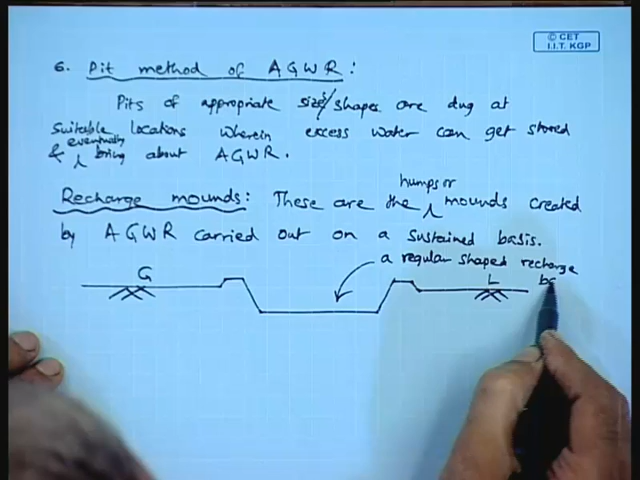 © CET
I.I.T. KGP
6. Pit method of AGWR:
Pits of appropriate sizes/shapes are dug at
suitable locations wherein excess water can get stored
& eventually bring about AGWR.
Recharge mounds: These are the humps or mounds created
by AGWR carried out on a sustained basis.
a regular shaped recharge
G L